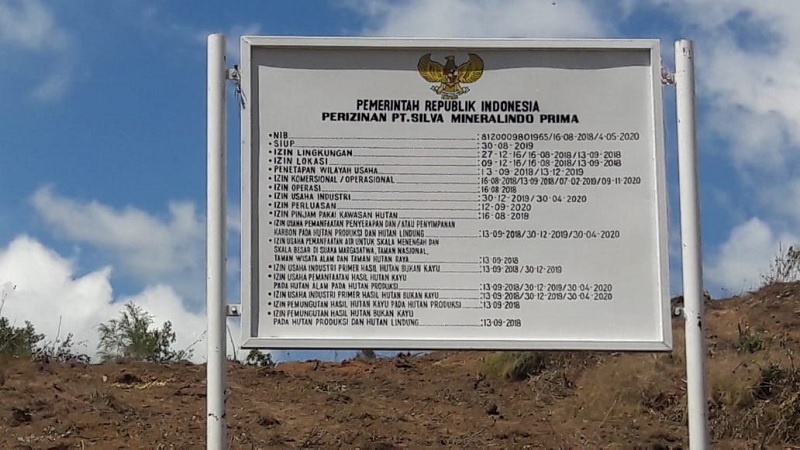 PEMERINTAH REPUBLIK INDONESIA
PERIZINAN PT.SILVA MINERALINDO PRIMA
• NIB : 8120009801965/16-08-2018/4-05-2020
• SIUP : 30-08-2019
• IZIN LINGKUNGAN : 27-12-16/16-08-2018/13-09-2018
• IZIN LOKASI : 09-12-16/16-08-2018/13-09-2018
• PENETAPAN WILAYAH USAHA : 13-09-2018/13-12-2019
• IZIN KOMERSIONAL /OPERASIONAL : 16-08-2018/13-09-2018/07-02-2019/09-11-2020
• IZIN OPERASI : 16-08 2018
• IZIN USAHA INDUSTRI : 30-12-2019/30-04-2020
• IZIN PERLUASAN : 12-09-2020
• IZIN PINJAM PAKAI KAWASAN HUTAN : 16-08-2018
• IZIN USAHA PEMANFAATAN PENYERAPAN DAN/ATAU PENYIMPANAN
KARBON PADA HUTAN PRODUKSI DAN HUTAN LINDUNG : 13-09-2018/30-12-2019/30-04-2020
• IZIN USAHA PEMANFAATAN AIR UNTUK SKALA MENENGAH DAN
SKALA BESAR DI SUAKA MARGASATWA, TAMAN NASIONAL,
TAMAN WISATA ALAM DAN TAMAN HUTAN RAYA : 13-09-2018
• IZIN USAHA INDUSTRI PRIMER HASIL HUTAN BUKAN KAYU : 13-09-2018/30-12-2019
• IZIN USAHA PEMANFAATAN HASIL HUTAN KAYU
PADA HUTAN ALAM PADA HUTAN PRODUKSI : 13-09-2018/30-12-2019/30-04-2020
• IZIN USAHA INDUSTRI PRIMER HASIL HUTAN BUKAN KAYU : 13-09-2018/30-12-2019/30-04-2020
• IZIN PEMUNGUTAN HASIL HUTAN KAYU PADA HUTAN PRODUKSI : 13-09-2018
• IZIN PEMUNGUTAN HASIL HUTAN BUKAN KAYU
PADA HUTAN PRODUKSI DAN HUTAN LINDUNG : 13-09-2018